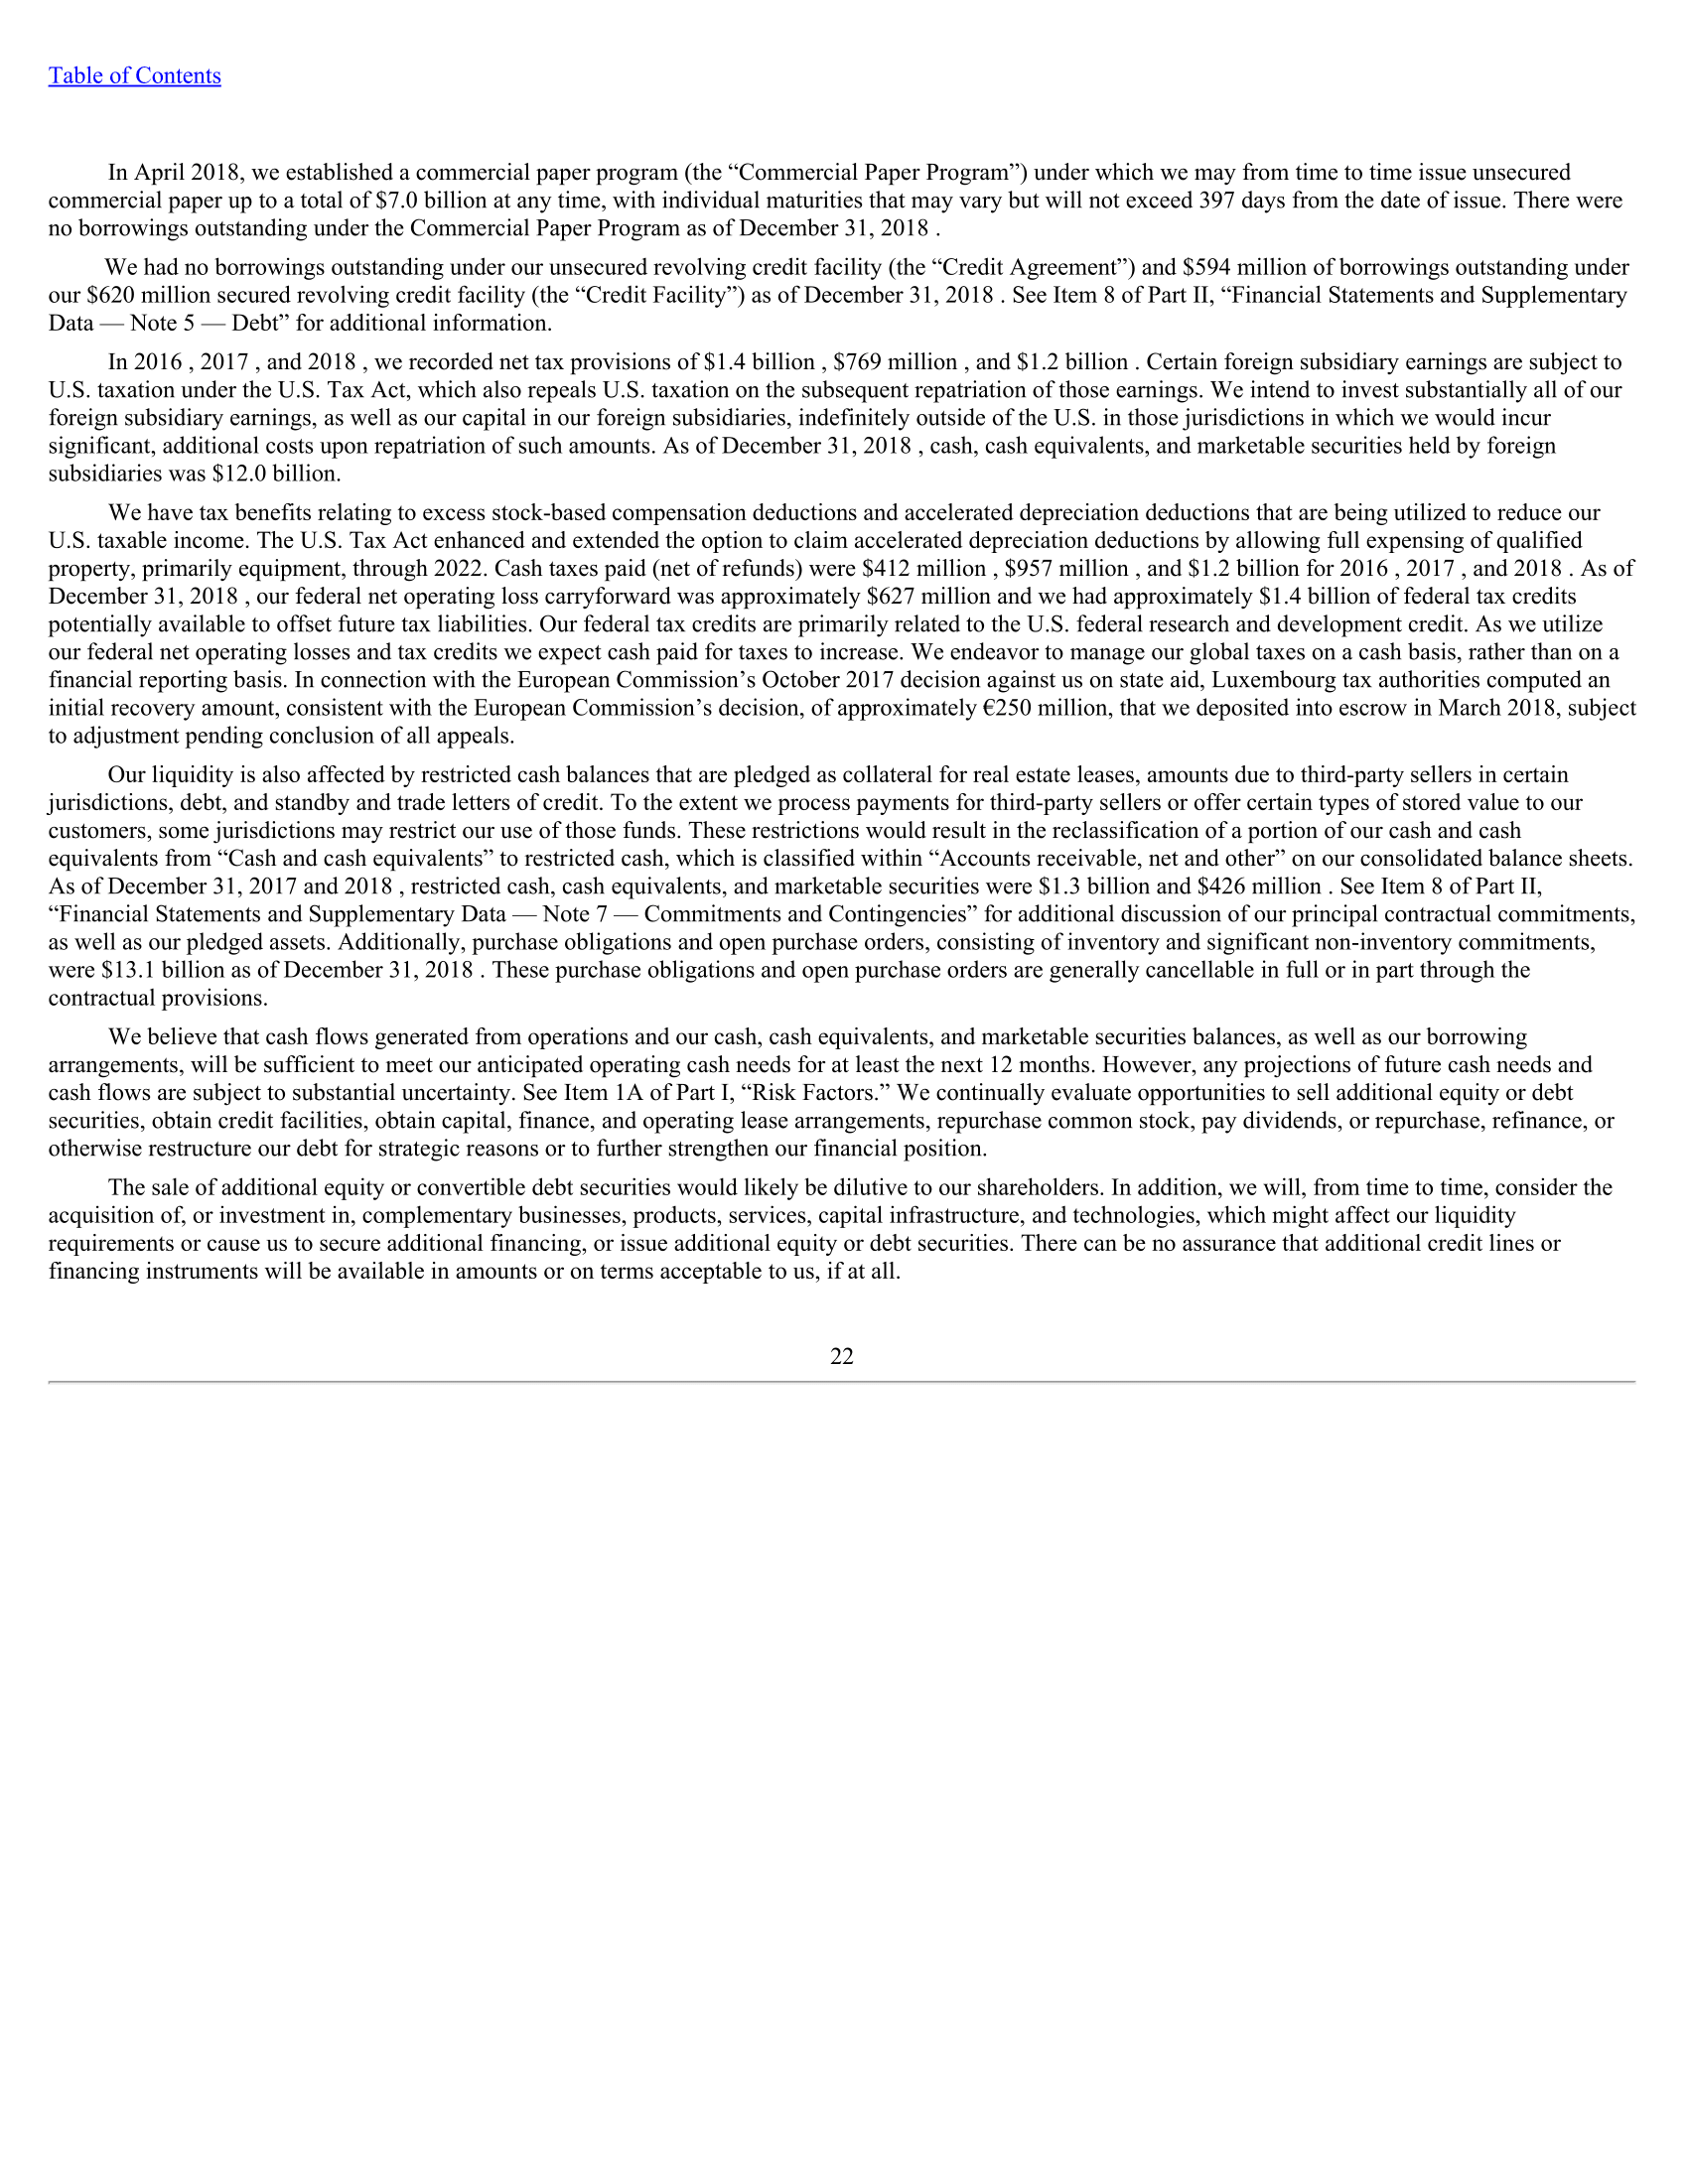 Table of Contents
In April 2018, we established a commercial paper program (the “Commercial Paper Program”) under which we may from time to time issue unsecured
commercial paper up to a total of $7.0 billion at any time, with individual maturities that may vary but will not exceed 397 days from the date of issue. There were
no borrowings outstanding under the Commercial Paper Program as of December 31, 2018 .
We had no borrowings outstanding under our unsecured revolving credit facility (the “Credit Agreement”) and $594 million of borrowings outstanding under
our $620 million secured revolving credit facility (the “Credit Facility”) as of December 31, 2018 . See Item 8 of Part II, “Financial Statements and Supplementary
Data — Note 5 — Debt” for additional information.
In 2016 , 2017 , and 2018 , we recorded net tax provisions of $1.4 billion , $769 million , and $1.2 billion . Certain foreign subsidiary earnings are subject to
U.S. taxation under the U.S. Tax Act, which also repeals U.S. taxation on the subsequent repatriation of those earnings. We intend to invest substantially all of our
foreign subsidiary earnings, as well as our capital in our foreign subsidiaries, indefinitely outside of the U.S. in those jurisdictions in which we would incur
significant, additional costs upon repatriation of such amounts. As of December 31, 2018 , cash, cash equivalents, and marketable securities held by foreign
subsidiaries was $12.0 billion.
We have tax benefits relating to excess stock-based compensation deductions and accelerated depreciation deductions that are being utilized to reduce our
U.S. taxable income. The U.S. Tax Act enhanced and extended the option to claim accelerated depreciation deductions by allowing full expensing of qualified
property, primarily equipment, through 2022. Cash taxes paid (net of refunds) were $412 million , $957 million , and $1.2 billion for 2016 , 2017 , and 2018 . As of
December 31, 2018 , our federal net operating loss carryforward was approximately $627 million and we had approximately $1.4 billion of federal tax credits
potentially available to offset future tax liabilities. Our federal tax credits are primarily related to the U.S. federal research and development credit. As we utilize
our federal net operating losses and tax credits we expect cash paid for taxes to increase. We endeavor to manage our global taxes on a cash basis, rather than on a
financial reporting basis. In connection with the European Commission’s October 2017 decision against us on state aid, Luxembourg tax authorities computed an
initial recovery amount, consistent with the European Commission’s decision, of approximately €250 million, that we deposited into escrow in March 2018, subject
to adjustment pending conclusion of all appeals.
Our liquidity is also affected by restricted cash balances that are pledged as collateral for real estate leases, amounts due to third-party sellers in certain
jurisdictions, debt, and standby and trade letters of credit. To the extent we process payments for third-party sellers or offer certain types of stored value to our
customers, some jurisdictions may restrict our use of those funds. These restrictions would result in the reclassification of a portion of our cash and cash
equivalents from “Cash and cash equivalents” to restricted cash, which is classified within “Accounts receivable, net and other” on our consolidated balance sheets.
As of December 31, 2017 and 2018 , restricted cash, cash equivalents, and marketable securities were $1.3 billion and $426 million . See Item 8 of Part II,
“Financial Statements and Supplementary Data — Note 7 — Commitments and Contingencies” for additional discussion of our principal contractual commitments,
as well as our pledged assets. Additionally, purchase obligations and open purchase orders, consisting of inventory and significant non-inventory commitments,
were $13.1 billion as of December 31, 2018 . These purchase obligations and open purchase orders are generally cancellable in full or in part through the
contractual provisions.
We believe that cash flows generated from operations and our cash, cash equivalents, and marketable securities balances, as well as our borrowing
arrangements, will be sufficient to meet our anticipated operating cash needs for at least the next 12 months. However, any projections of future cash needs and
cash flows are subject to substantial uncertainty. See Item 1A of Part I, “Risk Factors.” We continually evaluate opportunities to sell additional equity or debt
securities, obtain credit facilities, obtain capital, finance, and operating lease arrangements, repurchase common stock, pay dividends, or repurchase, refinance, or
otherwise restructure our debt for strategic reasons or to further strengthen our financial position.
The sale of additional equity or convertible debt securities would likely be dilutive to our shareholders. In addition, we will, from time to time, consider the
acquisition of, or investment in, complementary businesses, products, services, capital infrastructure, and technologies, which might affect our liquidity
requirements or cause us to secure additional financing, or issue additional equity or debt securities. There can be no assurance that additional credit lines or
financing instruments will be available in amounts or on terms acceptable to us, if at all.
22